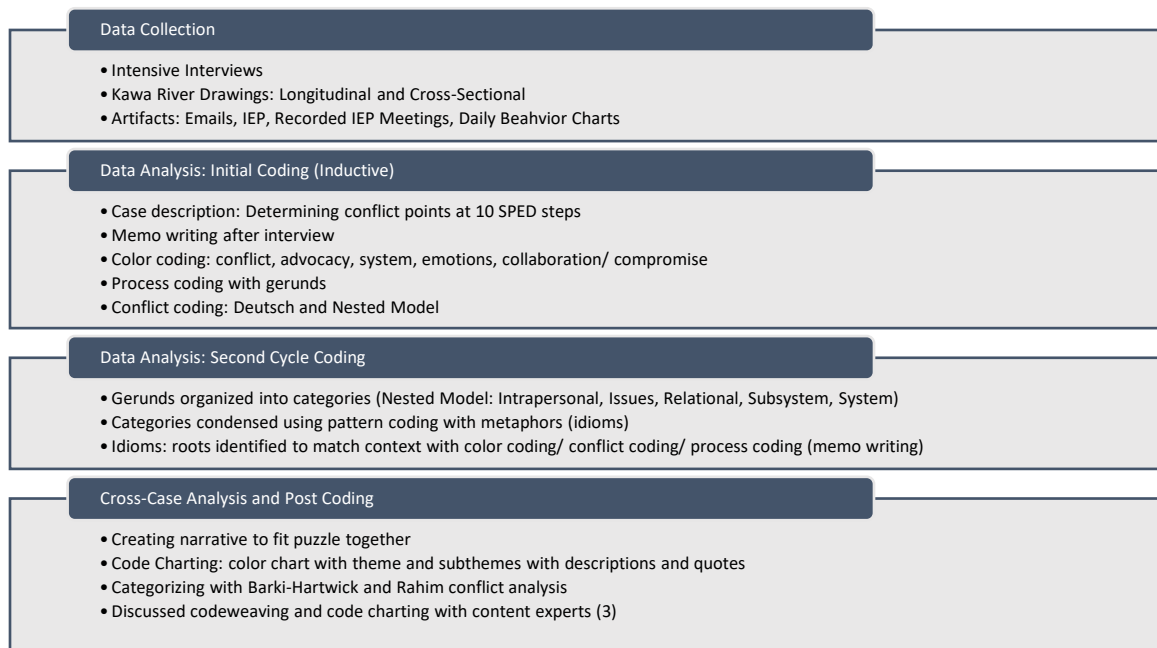 Data Collection
• Intensive Interviews
• Kawa River Drawings: Longitudinal and Cross-Sectional
• Artifacts: Emails, IEP, Recorded IEP Meetings, Daily Beahvior Charts
Data Analysis: Initial Coding (Inductive)
• Case description: Determining conflict points at 10 SPED steps
• Memo writing after interview
• Color coding: conflict, advocacy, system, emotions, collaboration/ compromise
• Process coding with gerunds
• Conflict coding: Deutsch and Nested Model
Data Analysis: Second Cycle Coding
• Gerunds organized into categories (Nested Model: Intrapersonal, Issues, Relational, Subsystem, System)
• Categories condensed using pattern coding with metaphors (idioms)
• Idioms: roots identified to match context with color coding/ conflict coding/ process coding (memo writing)
Cross-Case Analysis and Post Coding
• Creating narrative to fit puzzle together
• Code Charting: color chart with theme and subthemes with descriptions and quotes
• Categorizing with Barki-Hartwick and Rahim conflict analysis
• Discussed codeweaving and code charting with content experts (3)